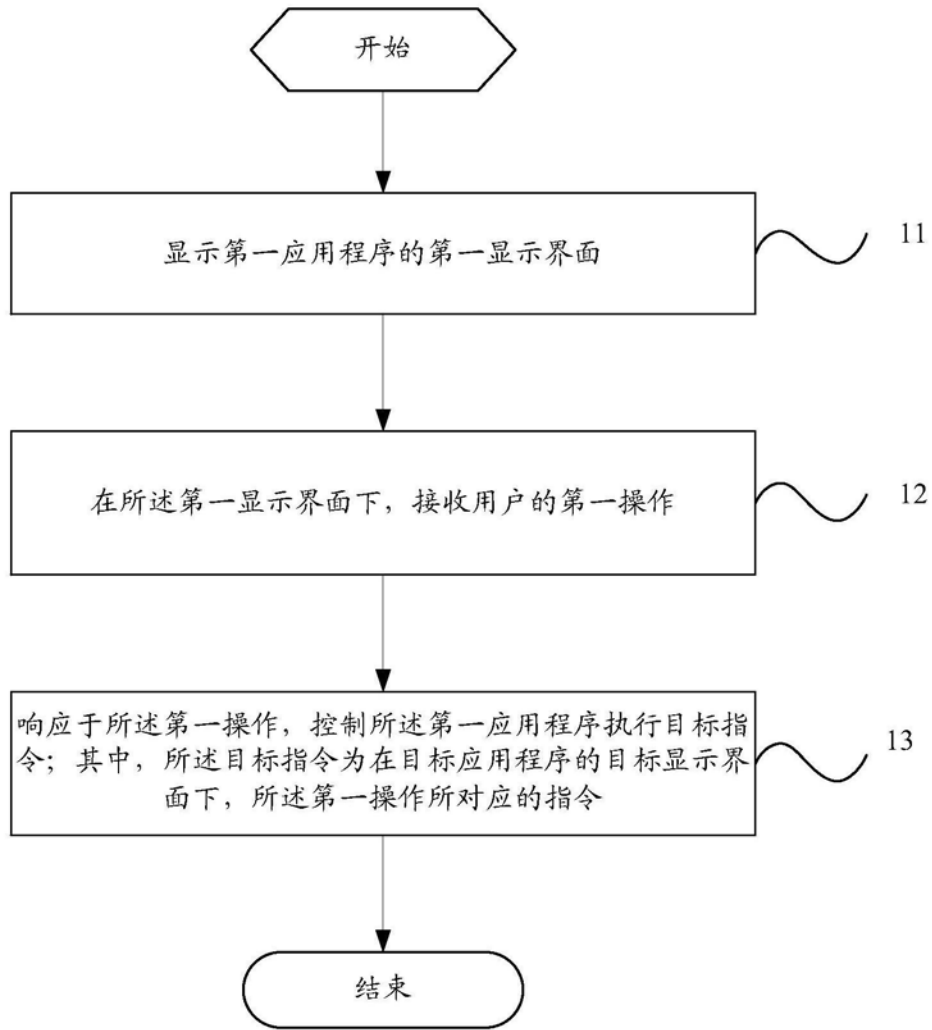 开始
显示第一应用程序的第一显示界面
11
在所述第一显示界面下，接收用户的第一操作
12
响应于所述第一操作，控制所述第一应用程序执行目标指
令；其中，所述目标指令为在目标应用程序的目标显示界
面下，所述第一操作所对应的指令
13
结束